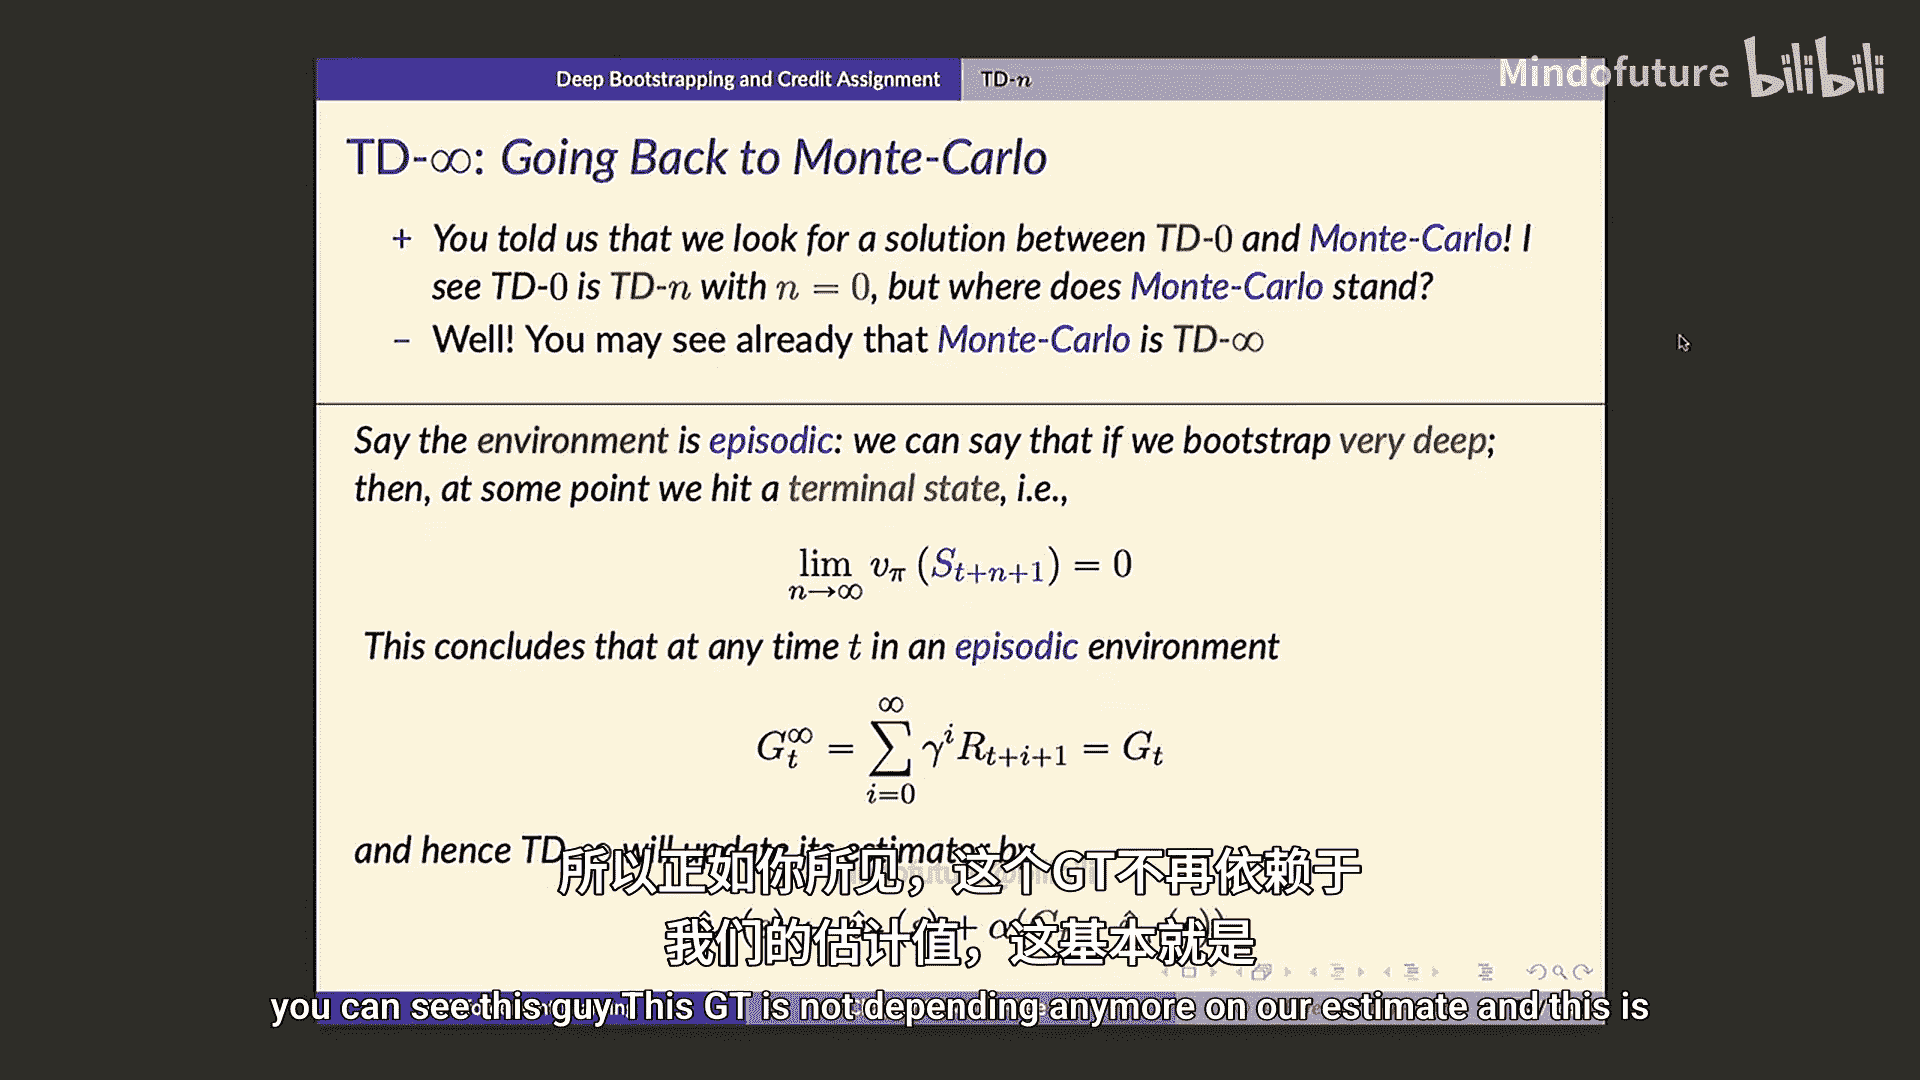 Deep Bootstrapping and Credit Assignment TD-n
Mindofuture bilibili
TD-∞: Going Back to Monte-Carlo
+ You told us that we look for a solution between TD-0 and Monte-Carlo! I
see TD-0 is TD-n with n = 0, but where does Monte-Carlo stand?
– Well! You may see already that Monte-Carlo is TD-∞
Say the environment is episodic: we can say that if we bootstrap very deep;
then, at some point we hit a terminal state, i.e.,
lim n→∞ vπ (St+n+1) = 0
This concludes that at any time t in an episodic environment
G_t^∞ = ∑_{i=0}^{∞} γ^i R_{t+i+1} = G_t
and hence TD-∞ will update its estimator by
所以正如你所见，这个GT不再依赖于
我们的估计值，这基本就是
you can see this guy This GT is not depending anymore on our estimate and this is